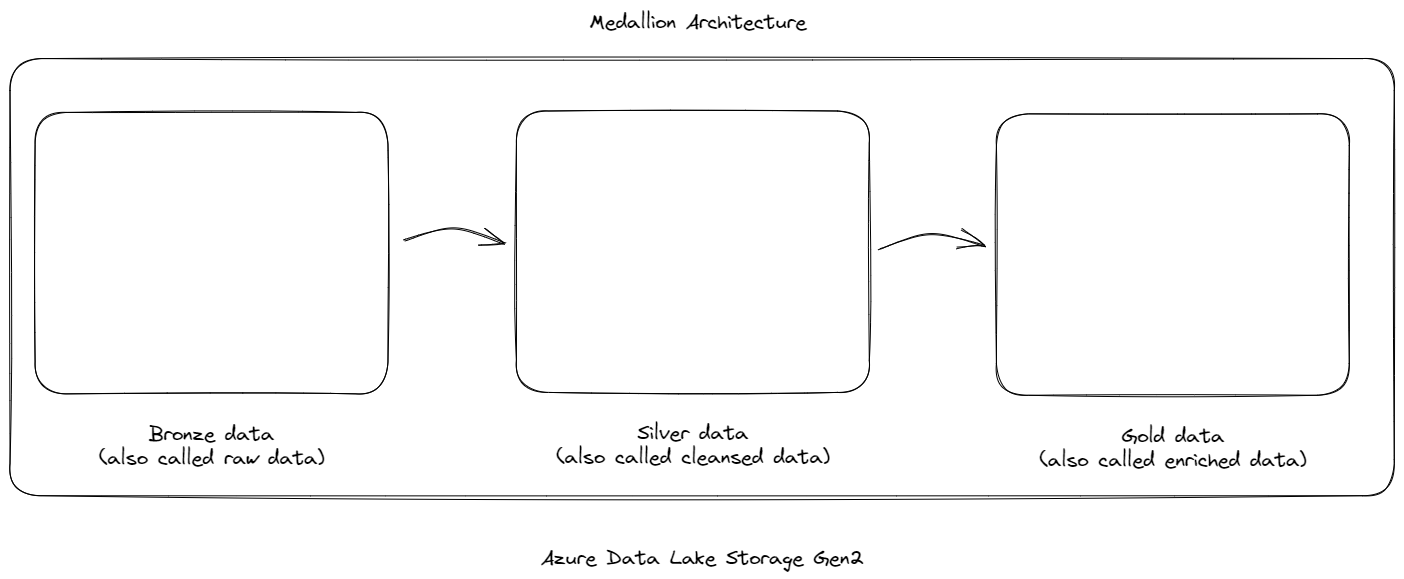 Medallion Architecture
Bronze data
(also called raw data)
Silver data
(also called cleansed data)
Gold data
(also called enriched data)
Azure Data Lake Storage Gen2